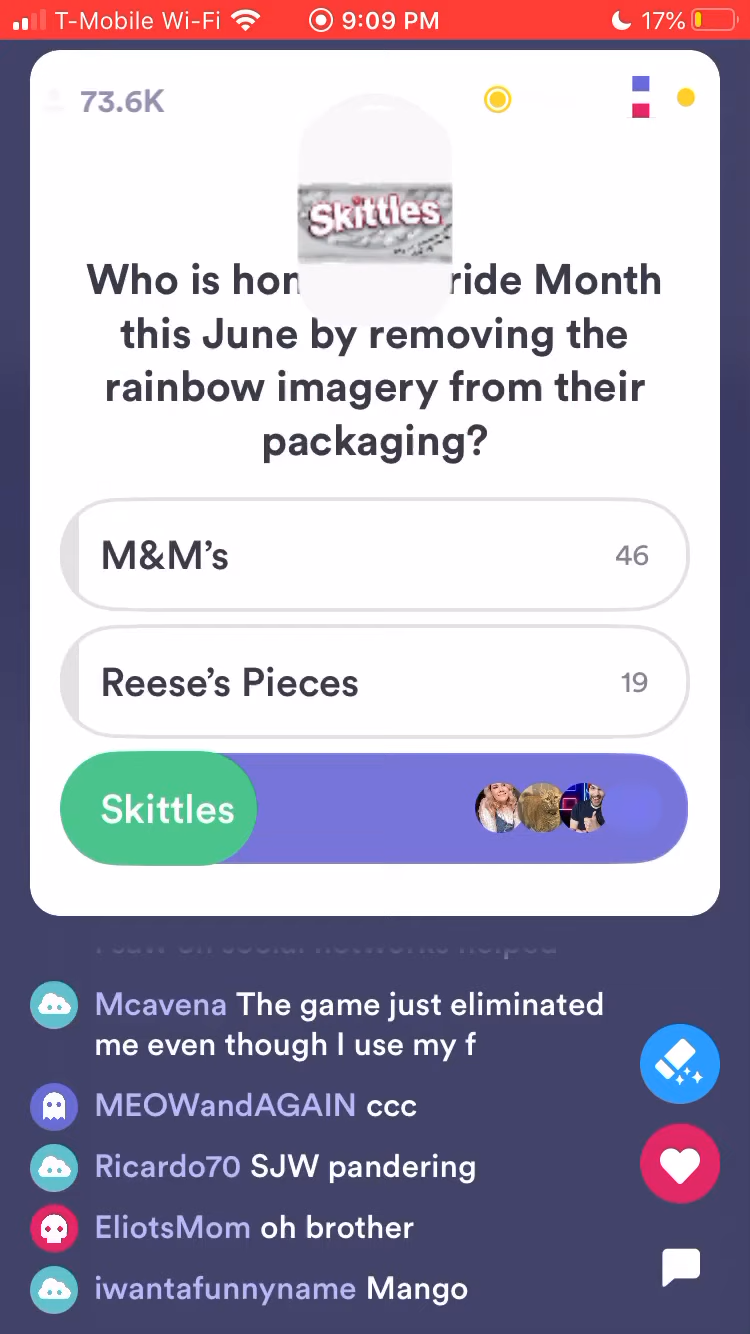 T-Mobile Wi-Fi 9:09 PM 17%
73.6K
Skittles
Who is hon ride Month
this June by removing the
rainbow imagery from their
packaging?
M&M’s 46
Reese’s Pieces 19
Skittles
Mcavena The game just eliminated
me even though I use my f
MEOWandAGAIN ccc
Ricardo70 SJW pandering
EliotsMom oh brother
iwantafunnyname Mango